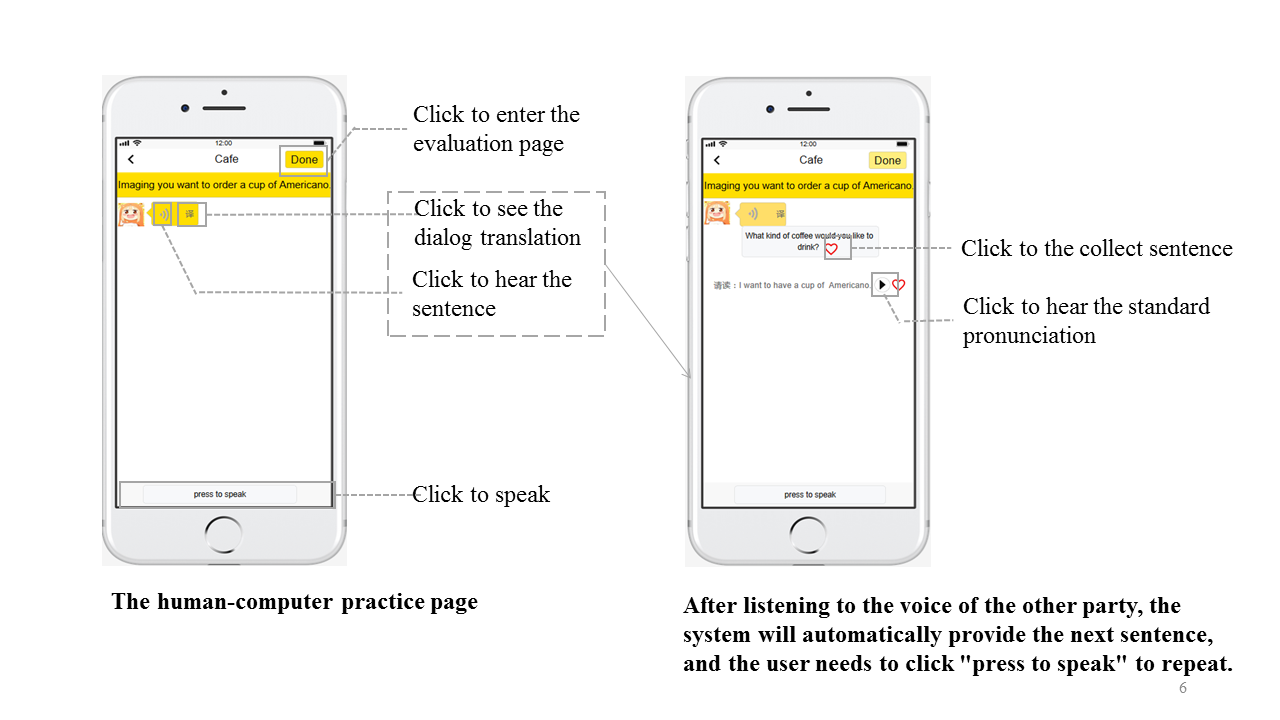 12:00
Cafe
Done
Imaging you want to order a cup of Americano.
译
press to speak
Click to enter the
evaluation page
Click to see the
dialog translation
Click to hear the
sentence
Click to speak
The human-computer practice page
12:00
Cafe
Done
Imaging you want to order a cup of Americano.
译
What kind of coffee would you like to
drink?
请读：I want to have a cup of Americano.
press to speak
Click to the collect sentence
Click to hear the standard
pronunciation
After listening to the voice of the other party, the
system will automatically provide the next sentence,
and the user needs to click "press to speak" to repeat.
6